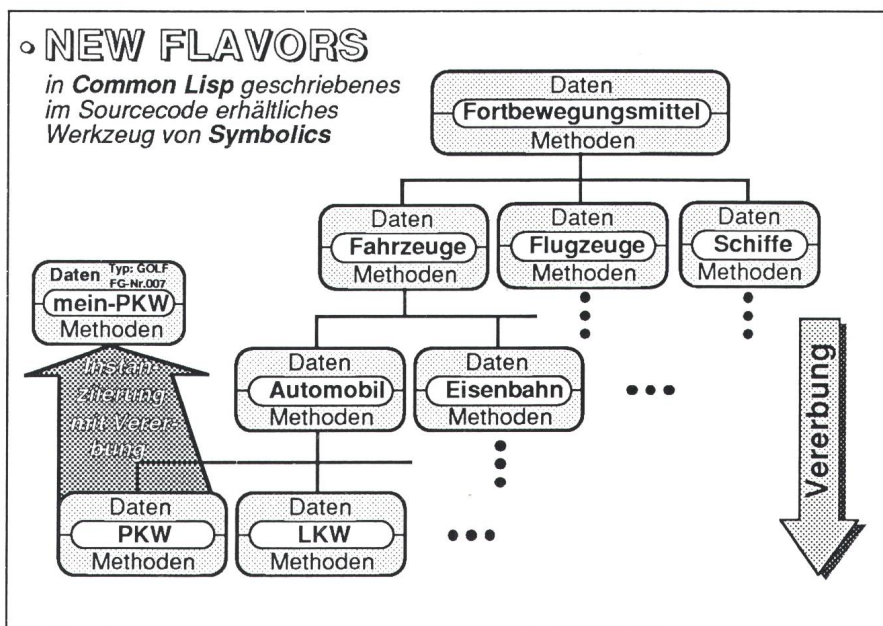 NEW FLAVORS
in Common Lisp geschriebenes
im Sourcecode erhältliches
Werkzeug von Symbolics
Daten
Fortbewegungsmittel
Methoden
Daten
Fahrzeuge
Methoden
Daten
Flugzeuge
Methoden
Daten
Schiffe
Methoden
Daten Typ: GOLF
FG-Nr.007
mein-PKW
Methoden
Instan-
ziierung
mit Verer-
bung
Daten
Automobil
Methoden
Daten
Eisenbahn
Methoden
Daten
PKW
Methoden
Daten
LKW
Methoden
Vererbung